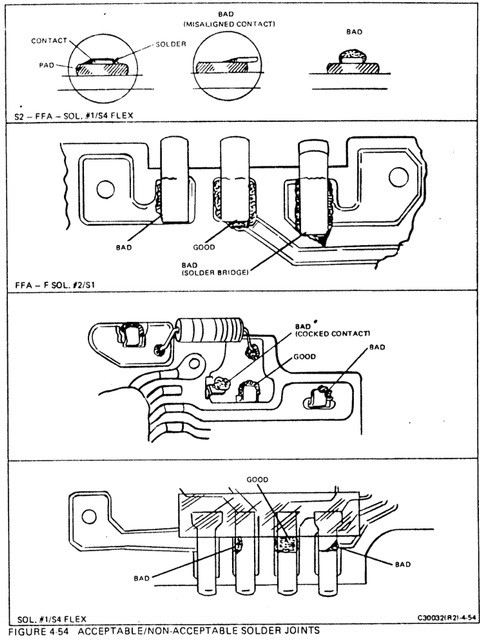 BAD
(MISALIGNED CONTACT)
BAD
CONTACT
SOLDER
PAD
S2 – FFA – SOL. #1/S4 FLEX
BAD
GOOD
BAD
(SOLDER BRIDGE)
FFA – F SOL. #2/S1
BAD
(COCKED CONTACT)
GOOD
BAD
GOOD
BAD
BAD
SOL. #1/S4 FLEX
C30032(R2)-4-54
FIGURE 4-54 ACCEPTABLE/NON-ACCEPTABLE SOLDER JOINTS